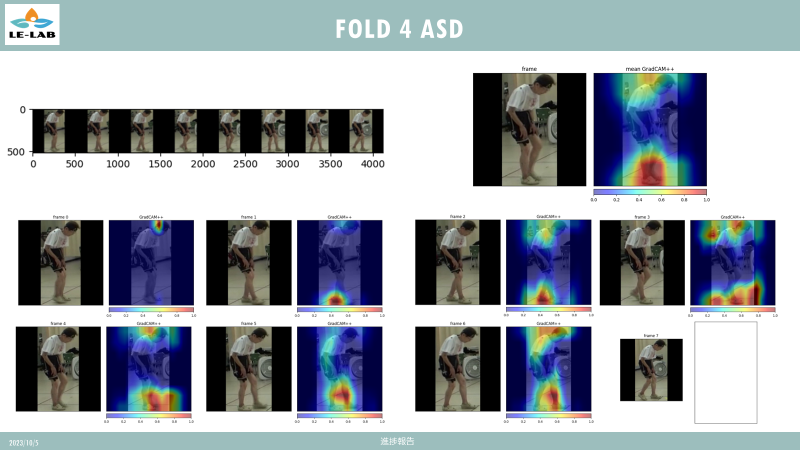 LE-LAB
FOLD 4 ASD
0
500
0 500 1000 1500 2000 2500 3000 3500 4000
frame
mean GradCAM++
0.0 0.2 0.4 0.6 0.8 1.0
frame 0
GradCAM++
0.0 0.2 0.4 0.6 0.8 1.0
frame 1
GradCAM++
0.0 0.2 0.4 0.6 0.8 1.0
frame 2
GradCAM++
0.0 0.2 0.4 0.6 0.8 1.0
frame 3
GradCAM++
0.0 0.2 0.4 0.6 0.8 1.0
frame 4
GradCAM++
0.0 0.2 0.4 0.6 0.8 1.0
frame 5
GradCAM++
0.0 0.2 0.4 0.6 0.8 1.0
frame 6
GradCAM++
0.0 0.2 0.4 0.6 0.8 1.0
frame 7
2023/10/5
進捗報告